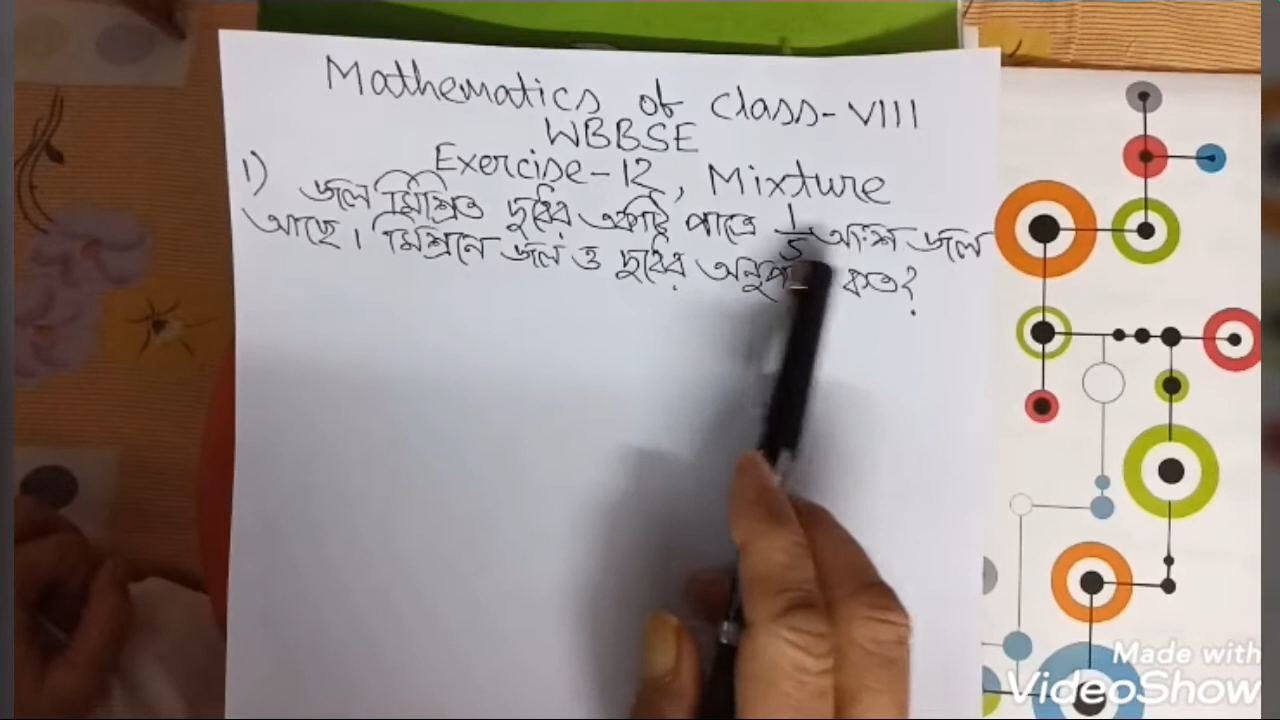 Mathematics of Class-VIII
WBBSE
Exercise-12, Mixture
1) জল মিশ্রিত দুধের একটি পাত্রে 1/5 অংশ জল
আছে। মিশ্রনে জল ও দুধের কত?
Made with
VideoShow